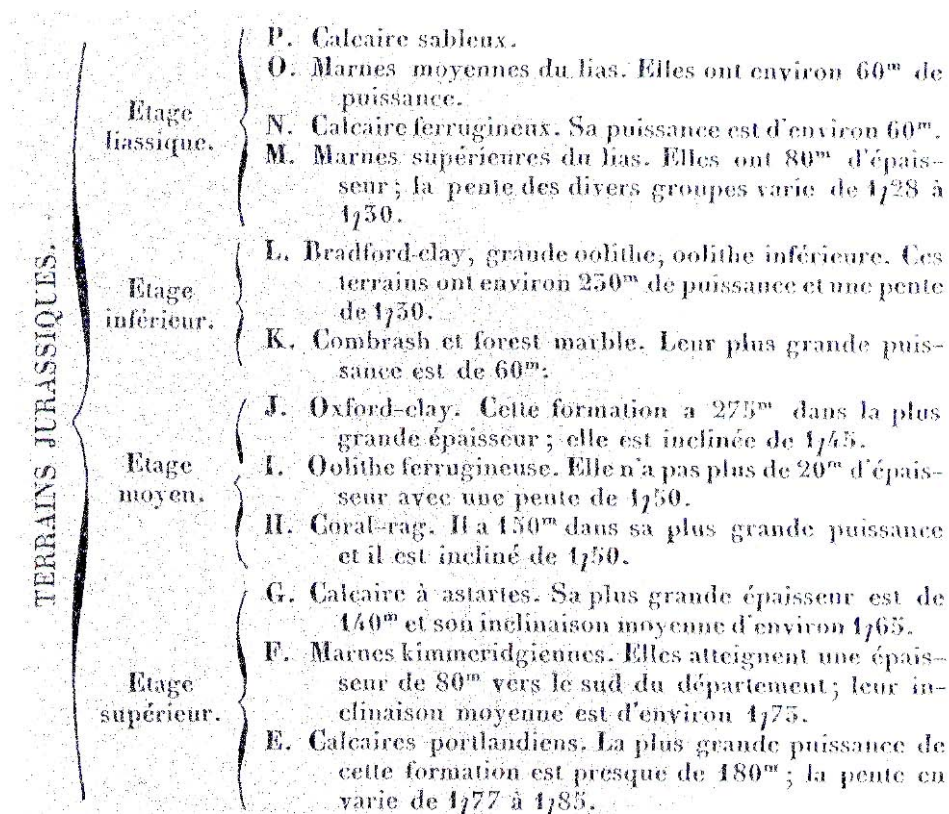 TERRAINS JURASSIQUES.
Etage
liassique.
P. Calcaire sableux.
O. Marnes moyennes du lias. Elles ont environ 60m de
puissance.
N. Calcaire ferrugineux. Sa puissance est d'environ 60m.
M. Marnes supérieures du lias. Elles ont 80m d'épais-
seur; la pente des divers groupes varie de 1/28 à
1/30.
Etage
inférieur.
L. Bradford-clay, grande oolithe, oolithe inférieure. Ces
terrains ont environ 250m de puissance et une pente
de 1/30.
K. Combrash et forest marble. Leur plus grande puis-
sance est de 60m.
Etage
moyen.
J. Oxford-clay. Cette formation a 275m dans la plus
grande épaisseur; elle est inclinée de 1/45.
I. Oolithe ferrugineuse. Elle n'a pas plus de 20m d'épais-
seur avec une pente de 1/50.
H. Coral-rag. Il a 150m dans sa plus grande puissance
et il est incliné de 1/50.
Etage
supérieur.
G. Calcaire à astartes. Sa plus grande épaisseur est de
140m et son inclinaison moyenne d'environ 1/65.
F. Marnes kimmeridgiennes. Elles atteignent une épais-
seur de 80m vers le sud du département; leur in-
clinaison moyenne est d'environ 1/75.
E. Calcaires portlandiens. La plus grande puissance de
cette formation est presque de 180m; la pente en
varie de 1/77 à 1/85.